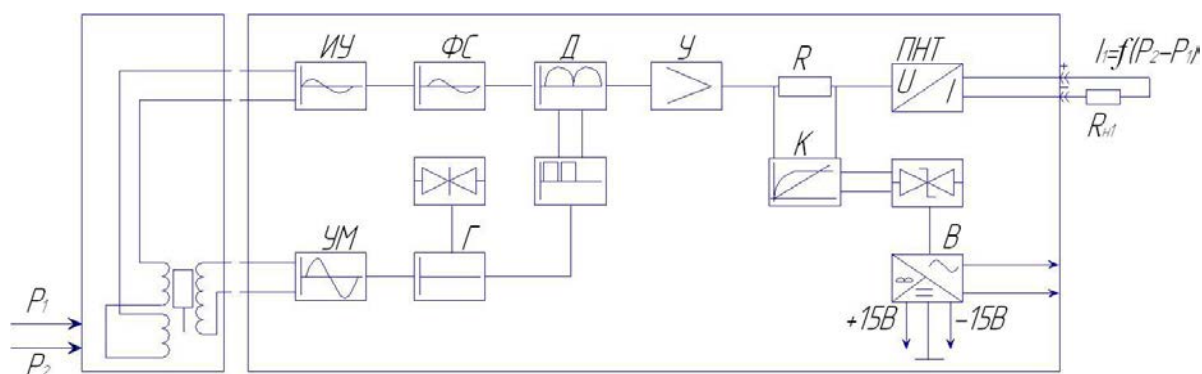 ИУ ФС Д У R ПНТ
U I
+
I₁=f(P₂-P₁)
Rн1
К
УМ Г В
+15В -15В
P₁
P₂